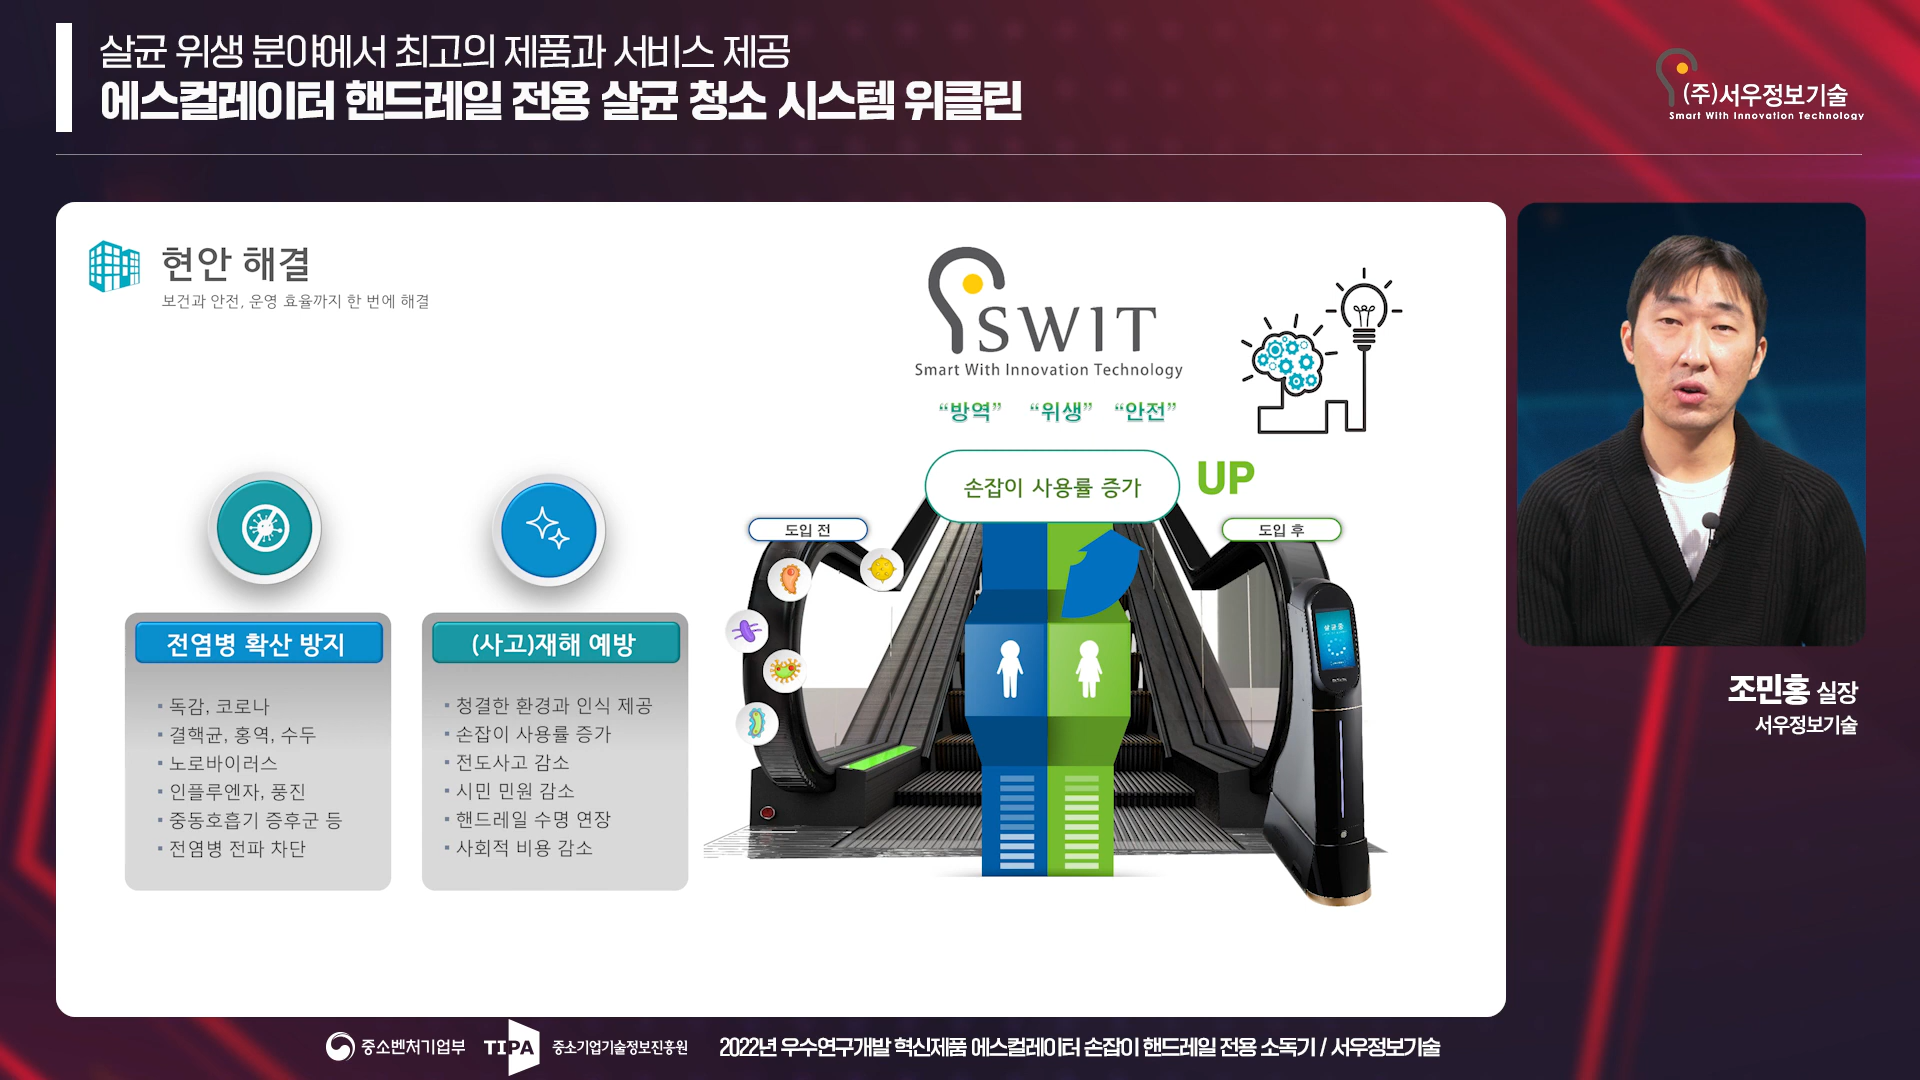 살균 위생 분야에서 최고의 제품과 서비스 제공
에스컬레이터 핸드레일 전용 살균 청소 시스템 위클린
(주)서우정보기술
Smart With Innovation Technology
현안 해결
보건과 안전, 운영 효율까지 한 번에 해결
SWIT
Smart With Innovation Technology
“방역” “위생” “안전”
손잡이 사용률 증가
UP
도입 전
도입 후
살균중
전염병 확산 방지
▪ 독감, 코로나
▪ 결핵균, 홍역, 수두
▪ 노로바이러스
▪ 인플루엔자, 풍진
▪ 중동호흡기 증후군 등
▪ 전염병 전파 차단
(사고)재해 예방
▪ 청결한 환경과 인식 제공
▪ 손잡이 사용률 증가
▪ 전도사고 감소
▪ 시민 민원 감소
▪ 핸드레일 수명 연장
▪ 사회적 비용 감소
조민홍 실장
서우정보기술
중소벤처기업부
TIPA 중소기업기술정보진흥원
2022년 우수연구개발 혁신제품 에스컬레이터 손잡이 핸드레일 전용 소독기 / 서우정보기술